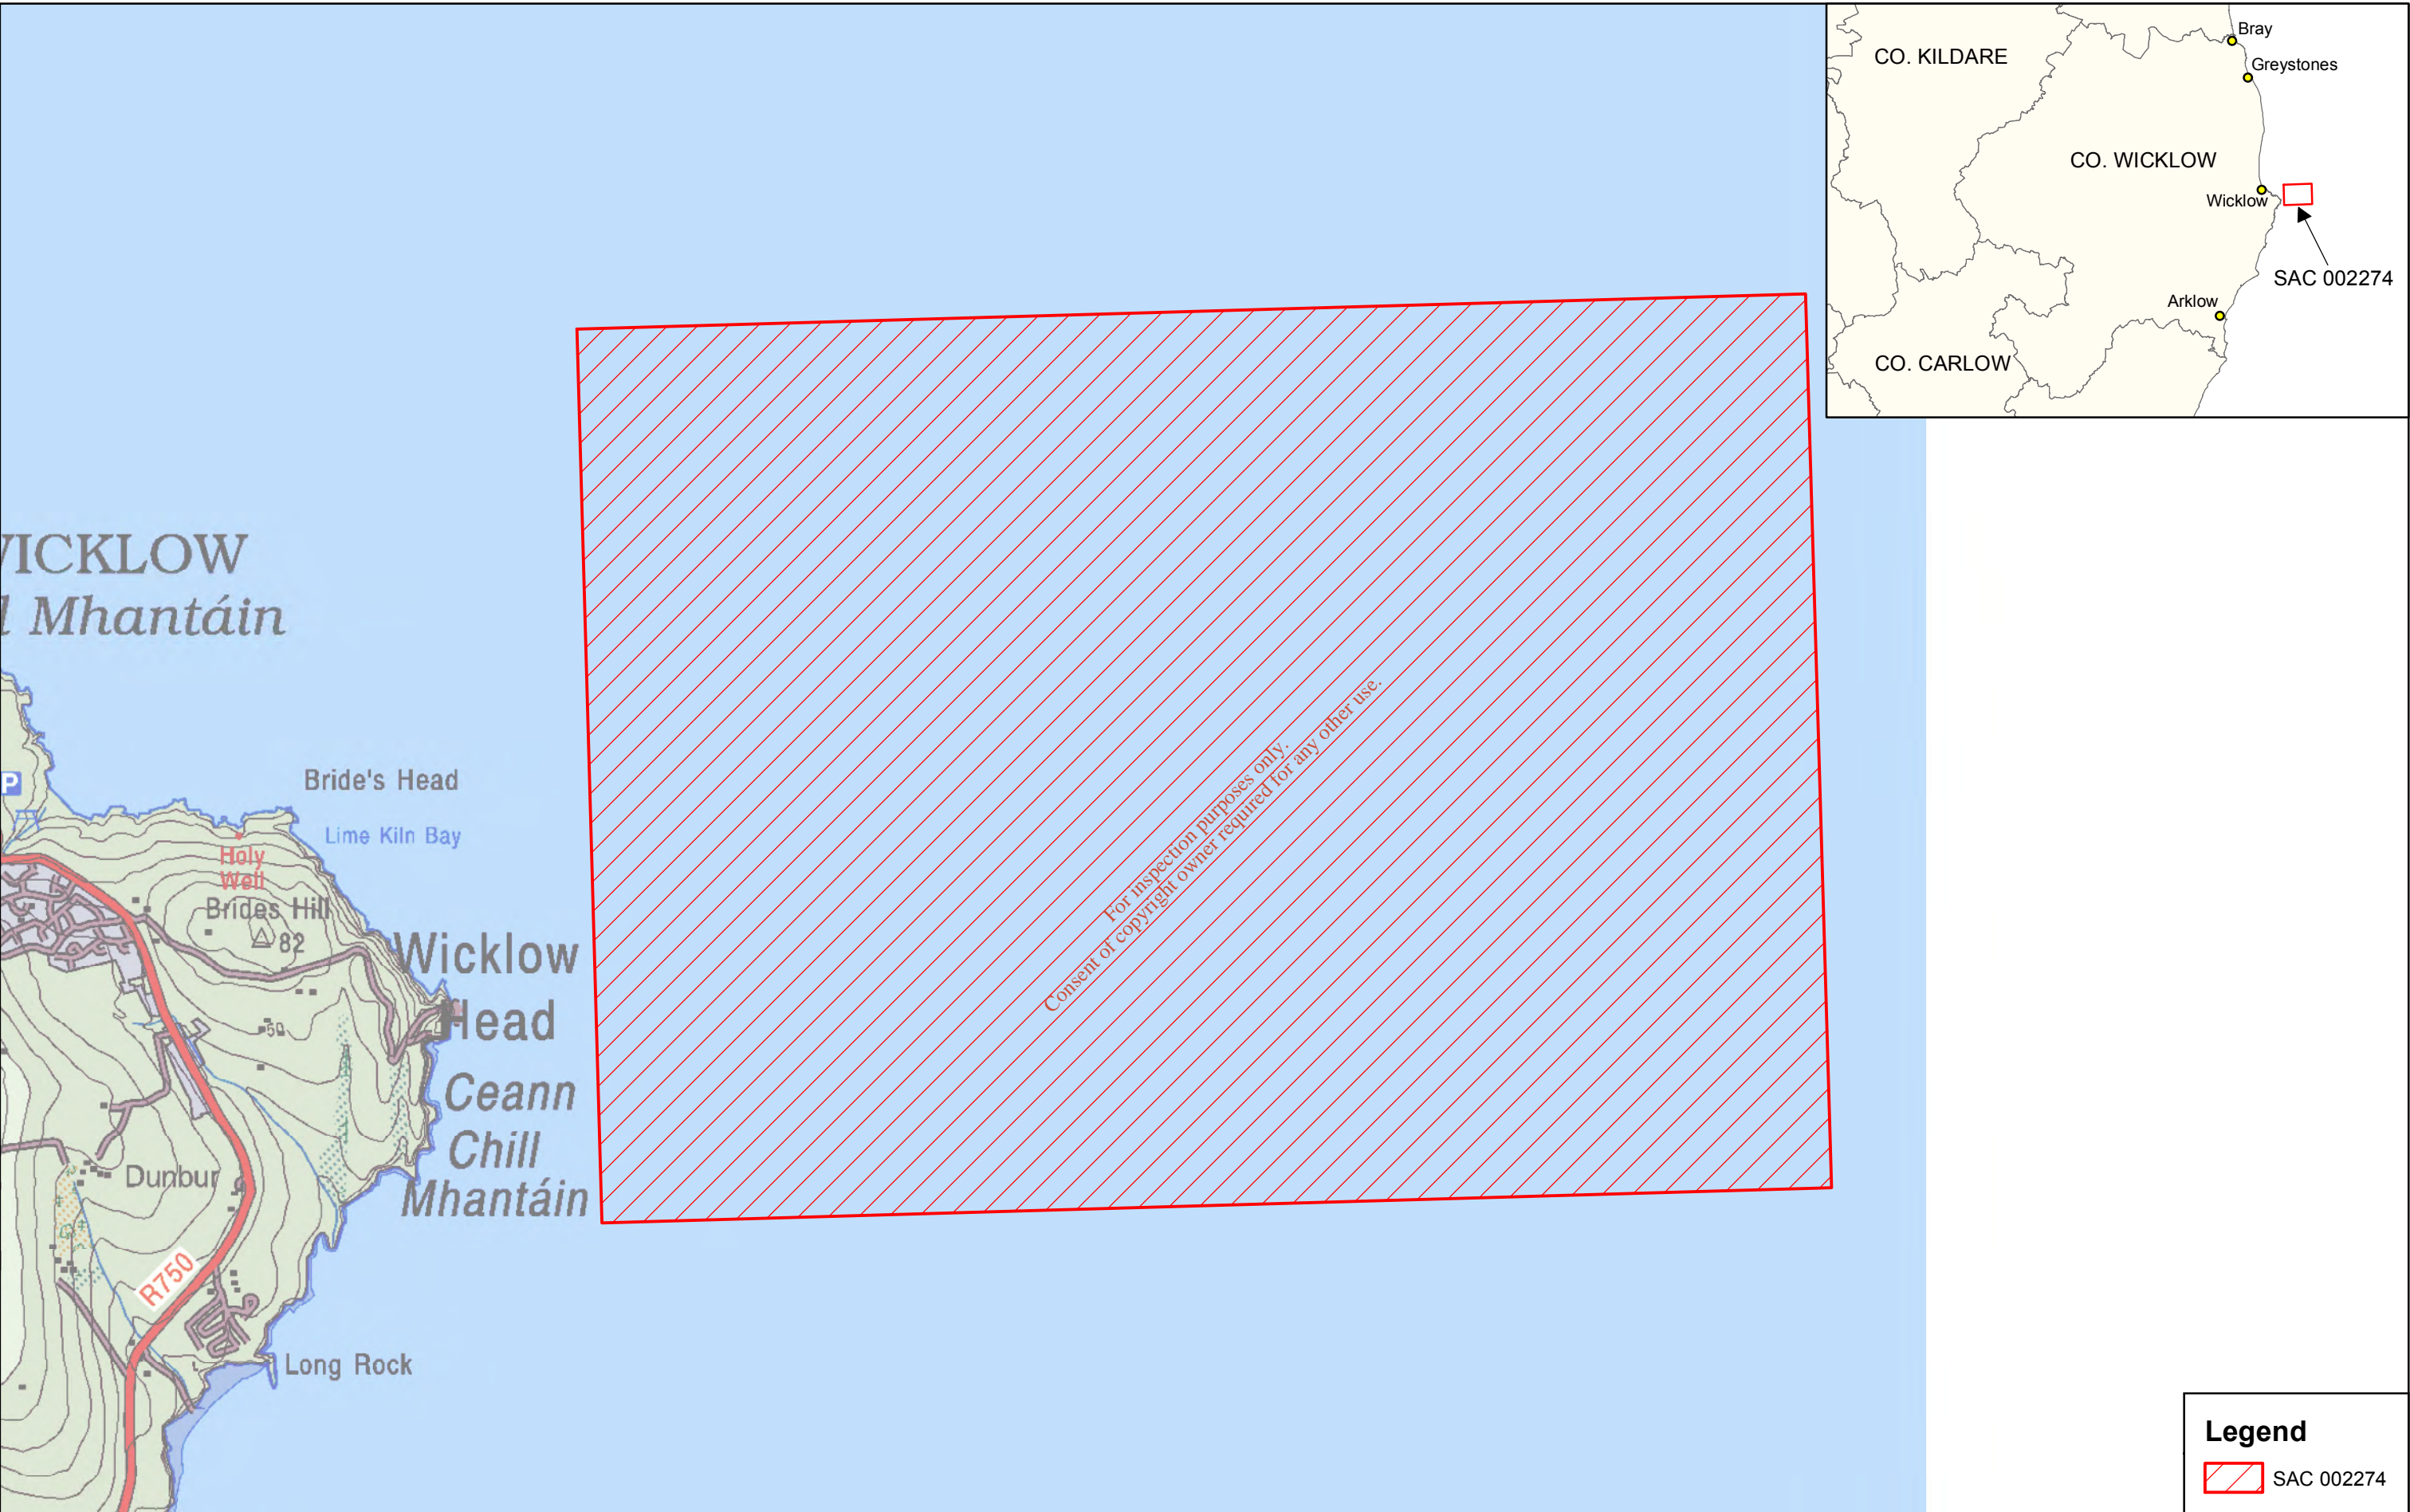 Bray
CO. KILDARE
Greystones
CO. WICKLOW
Wicklow
SAC 002274
Arklow
CO. CARLOW
WICKLOW
l Mhantáin
P
Bride's Head
Lime Kiln Bay
Holy
Well
Brides Hill
82
Wicklow
Head
50
Ceann
Chill
Mhantáin
Dunbur
R750
Long Rock
For inspection purposes only.
Consent of copyright owner required for any other use.
Legend
SAC 002274